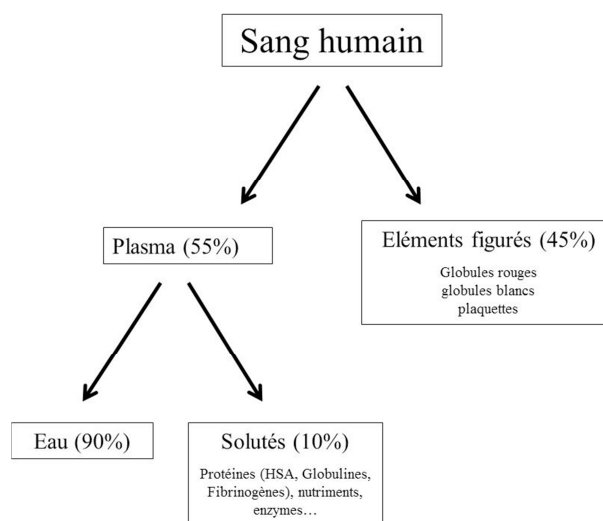 Sang humain
Plasma (55%)
Eléments figurés (45%)
Globules rouges
globules blancs
plaquettes
Eau (90%)
Solutés (10%)
Protéines (HSA, Globulines,
Fibrinogènes), nutriments,
enzymes…